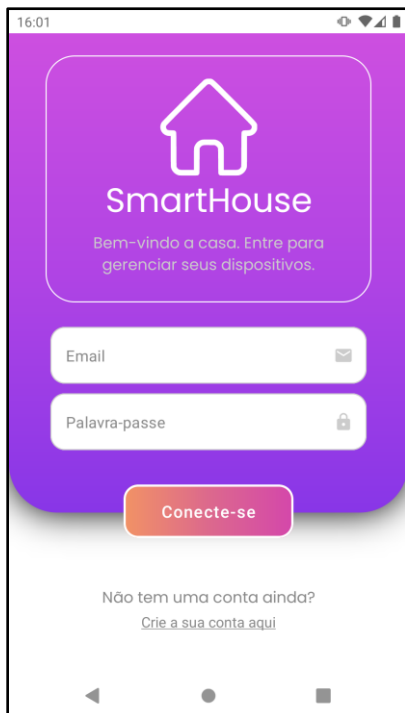 16:01
SmartHouse
Bem-vindo a casa. Entre para
gerenciar seus dispositivos.
Email
Palavra-passe
Conecte-se
Não tem uma conta ainda?
Crie a sua conta aqui